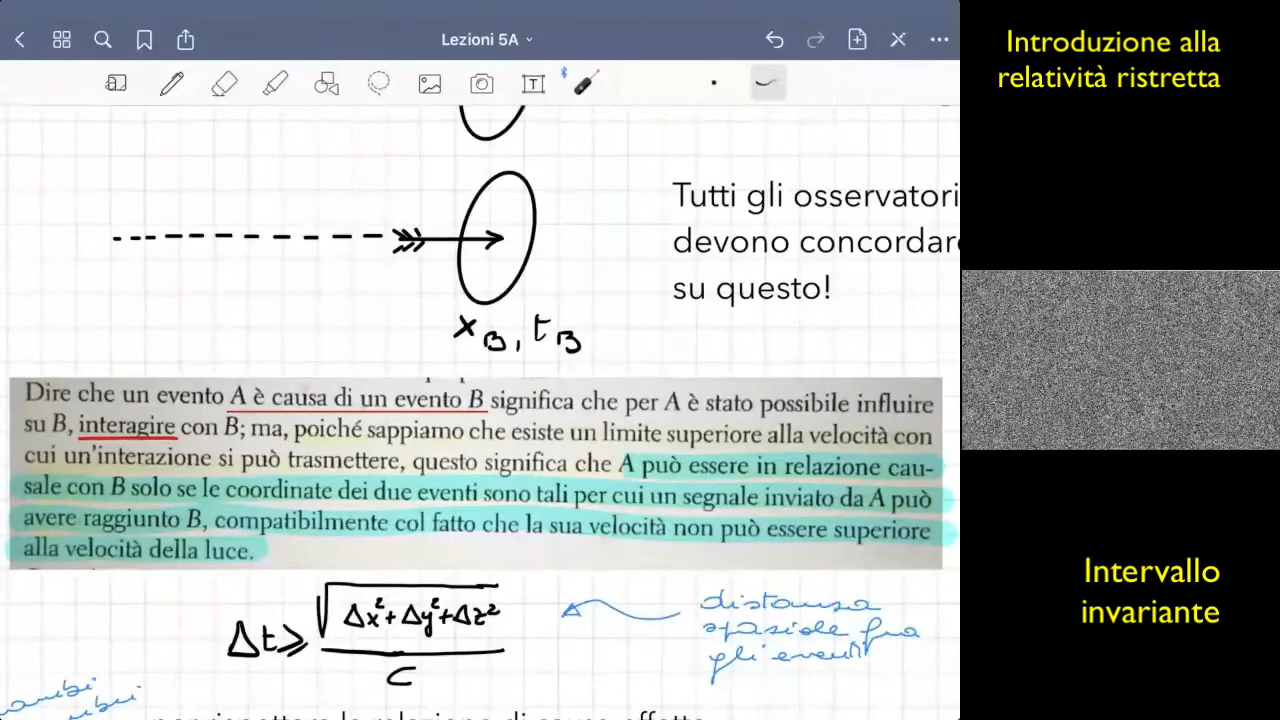 Lezioni 5A
Introduzione alla
relatività ristretta
T
Tutti gli osservatori
devono concordare
su questo!
x_B, t_B
Dire che un evento A è causa di un evento B significa che per A è stato possibile influire
su B, interagire con B; ma, poiché sappiamo che esiste un limite superiore alla velocità con
cui un'interazione si può trasmettere, questo significa che A può essere in relazione cau-
sale con B solo se le coordinate dei due eventi sono tali per cui un segnale inviato da A può
avere raggiunto B, compatibilmente col fatto che la sua velocità non può essere superiore
alla velocità della luce.
Δt ≥ √(Δx²+Δy²+Δz²) / c
distanza
spaziale fra
gli eventi
Intervallo
invariante